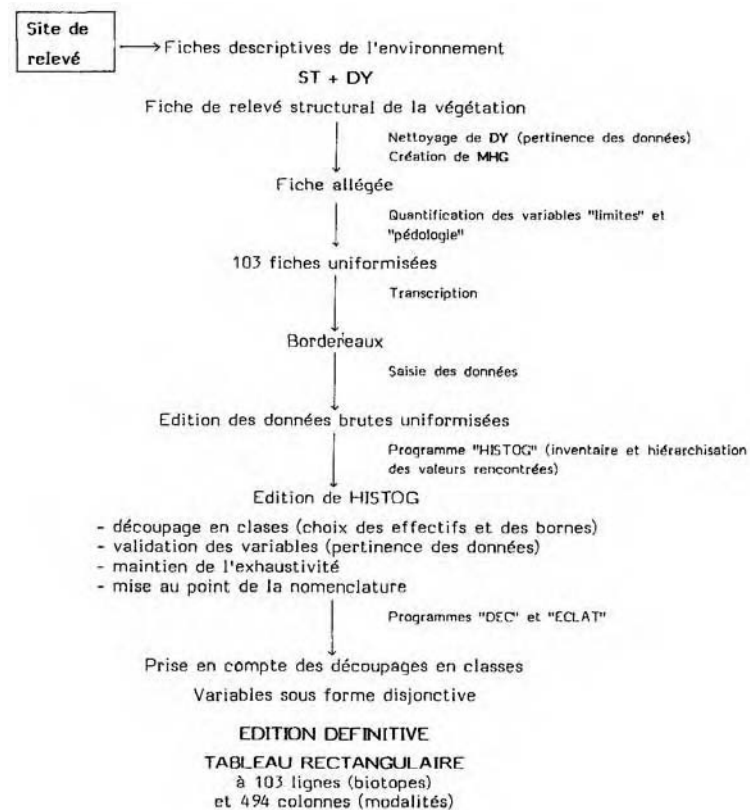 Site de
relevé
Fiches descriptives de l'environnement
ST + DY
Fiche de relevé structural de la végétation
Nettoyage de DY (pertinence des données)
Création de MHG
Fiche allégée
Quantification des variables "limites" et
"pédologie"
103 fiches uniformisées
Transcription
Bordereaux
Saisie des données
Edition des données brutes uniformisées
Programme "HISTOG" (inventaire et hiérarchisation
des valeurs rencontrées)
Edition de HISTOG
- découpage en clases (choix des effectifs et des bornes)
- validation des variables (pertinence des données)
- maintien de l'exhaustivité
- mise au point de la nomenclature
Programmes "DEC" et "ECLAT"
Prise en compte des découpages en classes
Variables sous forme disjonctive
EDITION DEFINITIVE
TABLEAU RECTANGULAIRE
à 103 lignes (biotopes)
et 494 colonnes (modalités)